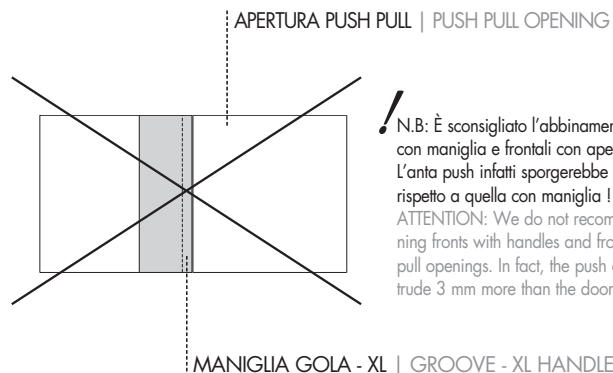 APERTURA PUSH PULL | PUSH PULL OPENING
! N.B: È sconsigliato l'abbinamen
con maniglia e frontali con ape
L'anta push infatti sporgerebbe
rispetto a quella con maniglia !
ATTENTION: We do not recom
ning fronts with handles and fro
pull openings. In fact, the push
trude 3 mm more than the door
MANIGLIA GOLA - XL | GROOVE - XL HANDLE